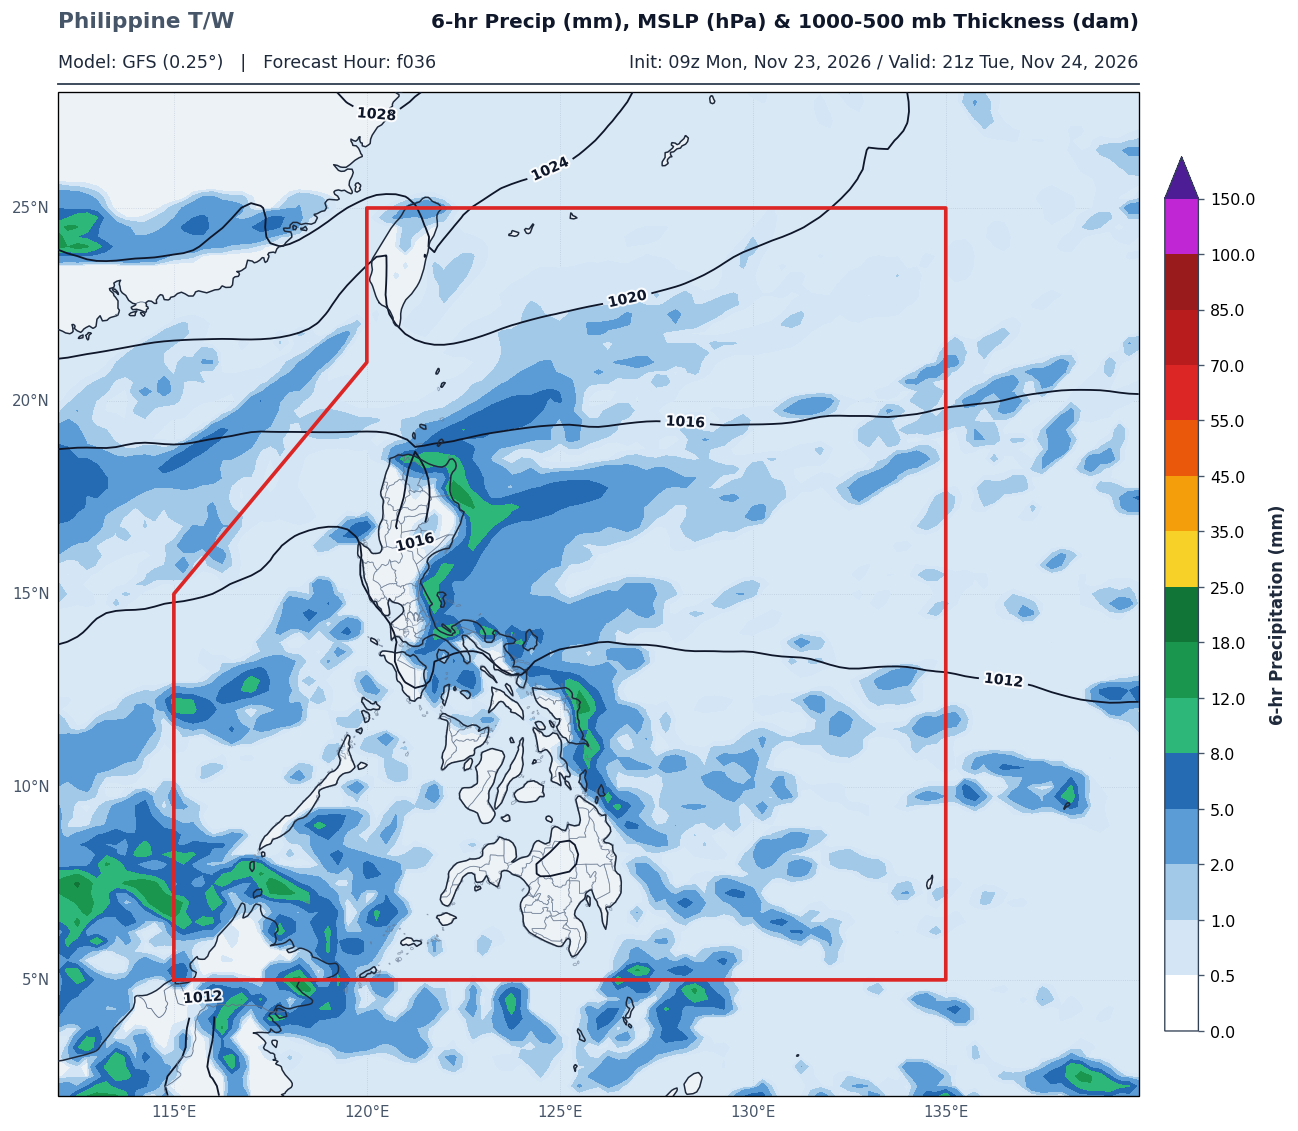 Philippine T/W
6-hr Precip (mm), MSLP (hPa) & 1000-500 mb Thickness (dam)
Model: GFS (0.25°) | Forecast Hour: f036
Init: 09z Mon, Nov 23, 2026 / Valid: 21z Tue, Nov 24, 2026
1028
1024
1020
1016
1016
1012
1012
25°N
20°N
15°N
10°N
5°N
115°E
120°E
125°E
130°E
135°E
150.0
100.0
85.0
70.0
55.0
45.0
35.0
25.0
18.0
12.0
8.0
5.0
2.0
1.0
0.5
0.0
6-hr Precipitation (mm)